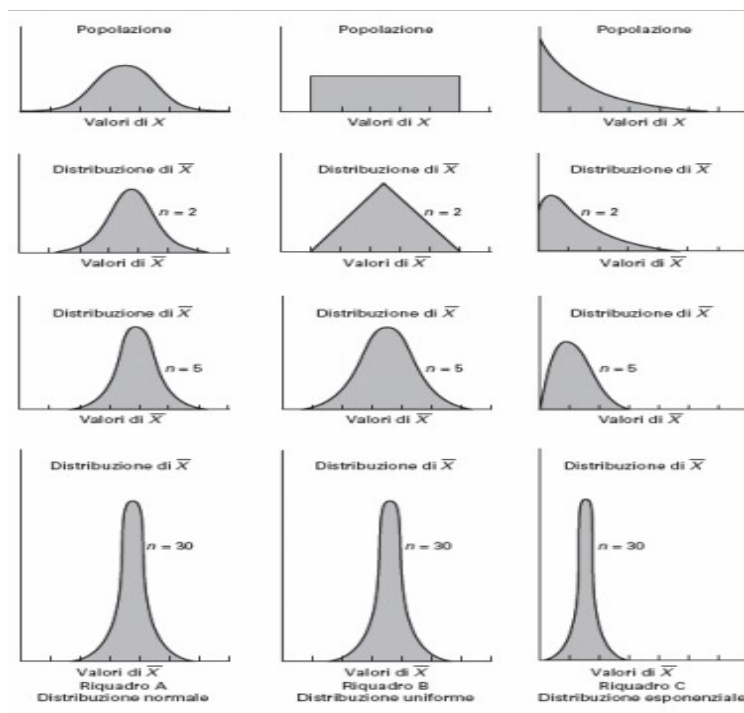 Popolazione
Popolazione
Popolazione
Valori di X
Valori di X
Valori di X
Distribuzione di X̅
Distribuzione di X̅
Distribuzione di X̅
n = 2
n = 2
n = 2
Valori di X̅
Valori di X̅
Valori di X̅
Distribuzione di X̅
Distribuzione di X̅
Distribuzione di X̅
n = 5
n = 5
n = 5
Valori di X̅
Valori di X̅
Valori di X̅
Distribuzione di X̅
Distribuzione di X̅
Distribuzione di X̅
n = 30
n = 30
n = 30
Valori di X̅
Valori di X̅
Valori di X̅
Riquadro A
Riquadro B
Riquadro C
Distribuzione normale
Distribuzione uniforme
Distribuzione esponenziale